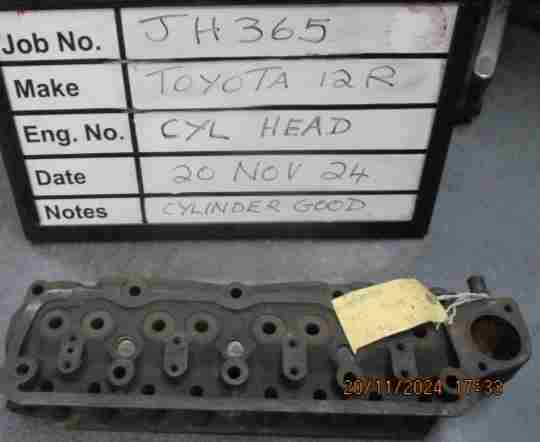 Job No. JH365
Make TOYOTA 12R
Eng. No. CYL HEAD
Date 20 NOV 24
Notes CYLINDER GOOD
20/11/2024 17:33